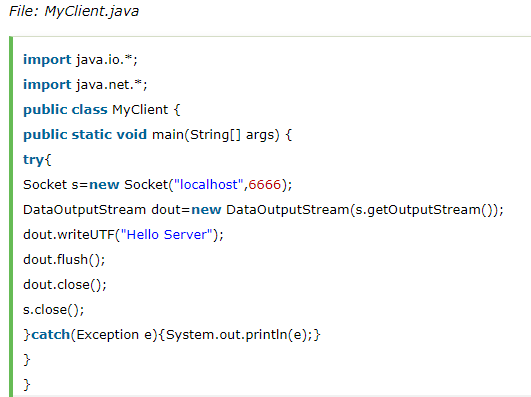 File: MyClient.java
import java.io.*;
import java.net.*;
public class MyClient {
public static void main(String[] args) {
try{
Socket s=new Socket("localhost",6666);
DataOutputStream dout=new DataOutputStream(s.getOutputStream());
dout.writeUTF("Hello Server");
dout.flush();
dout.close();
s.close();
}catch(Exception e){System.out.println(e);}
}
}